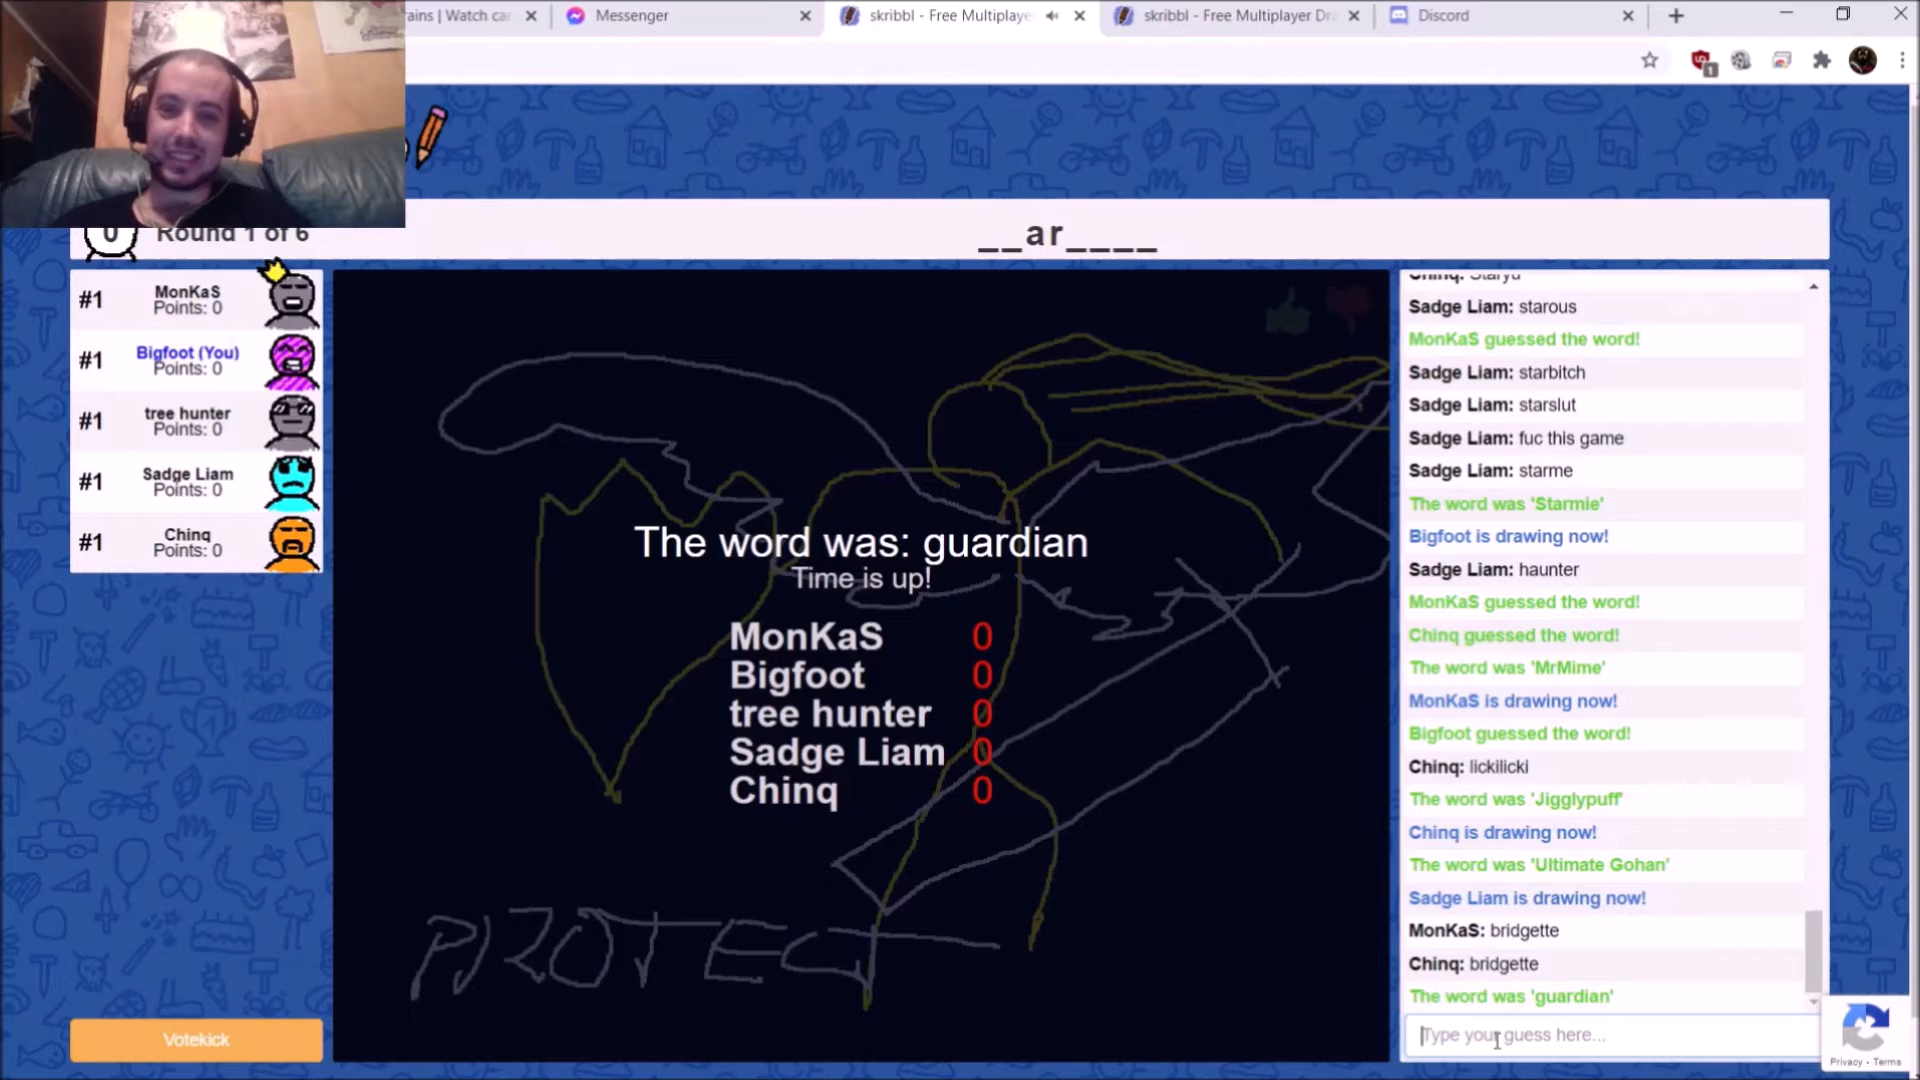 rains | Watch car
Messenger
skribbl - Free Multiplaye
skribbl - Free Multiplayer Dr
Discord
1
0
Round 1 of 6
__ar____
#1 MonKaS
Points: 0
#1 Bigfoot (You)
Points: 0
#1 tree hunter
Points: 0
#1 Sadge Liam
Points: 0
#1 Chinq
Points: 0
Votekick
The word was: guardian
Time is up!
MonKaS 0
Bigfoot 0
tree hunter 0
Sadge Liam 0
Chinq 0
PROTECT
Chinq: Staryu
Sadge Liam: starous
MonKaS guessed the word!
Sadge Liam: starbitch
Sadge Liam: starslut
Sadge Liam: fuc this game
Sadge Liam: starme
The word was 'Starmie'
Bigfoot is drawing now!
Sadge Liam: haunter
MonKaS guessed the word!
Chinq guessed the word!
The word was 'MrMime'
MonKaS is drawing now!
Bigfoot guessed the word!
Chinq: lickilicki
The word was 'Jigglypuff'
Chinq is drawing now!
The word was 'Ultimate Gohan'
Sadge Liam is drawing now!
MonKaS: bridgette
Chinq: bridgette
The word was 'guardian'
Type your guess here...
Privacy - Terms